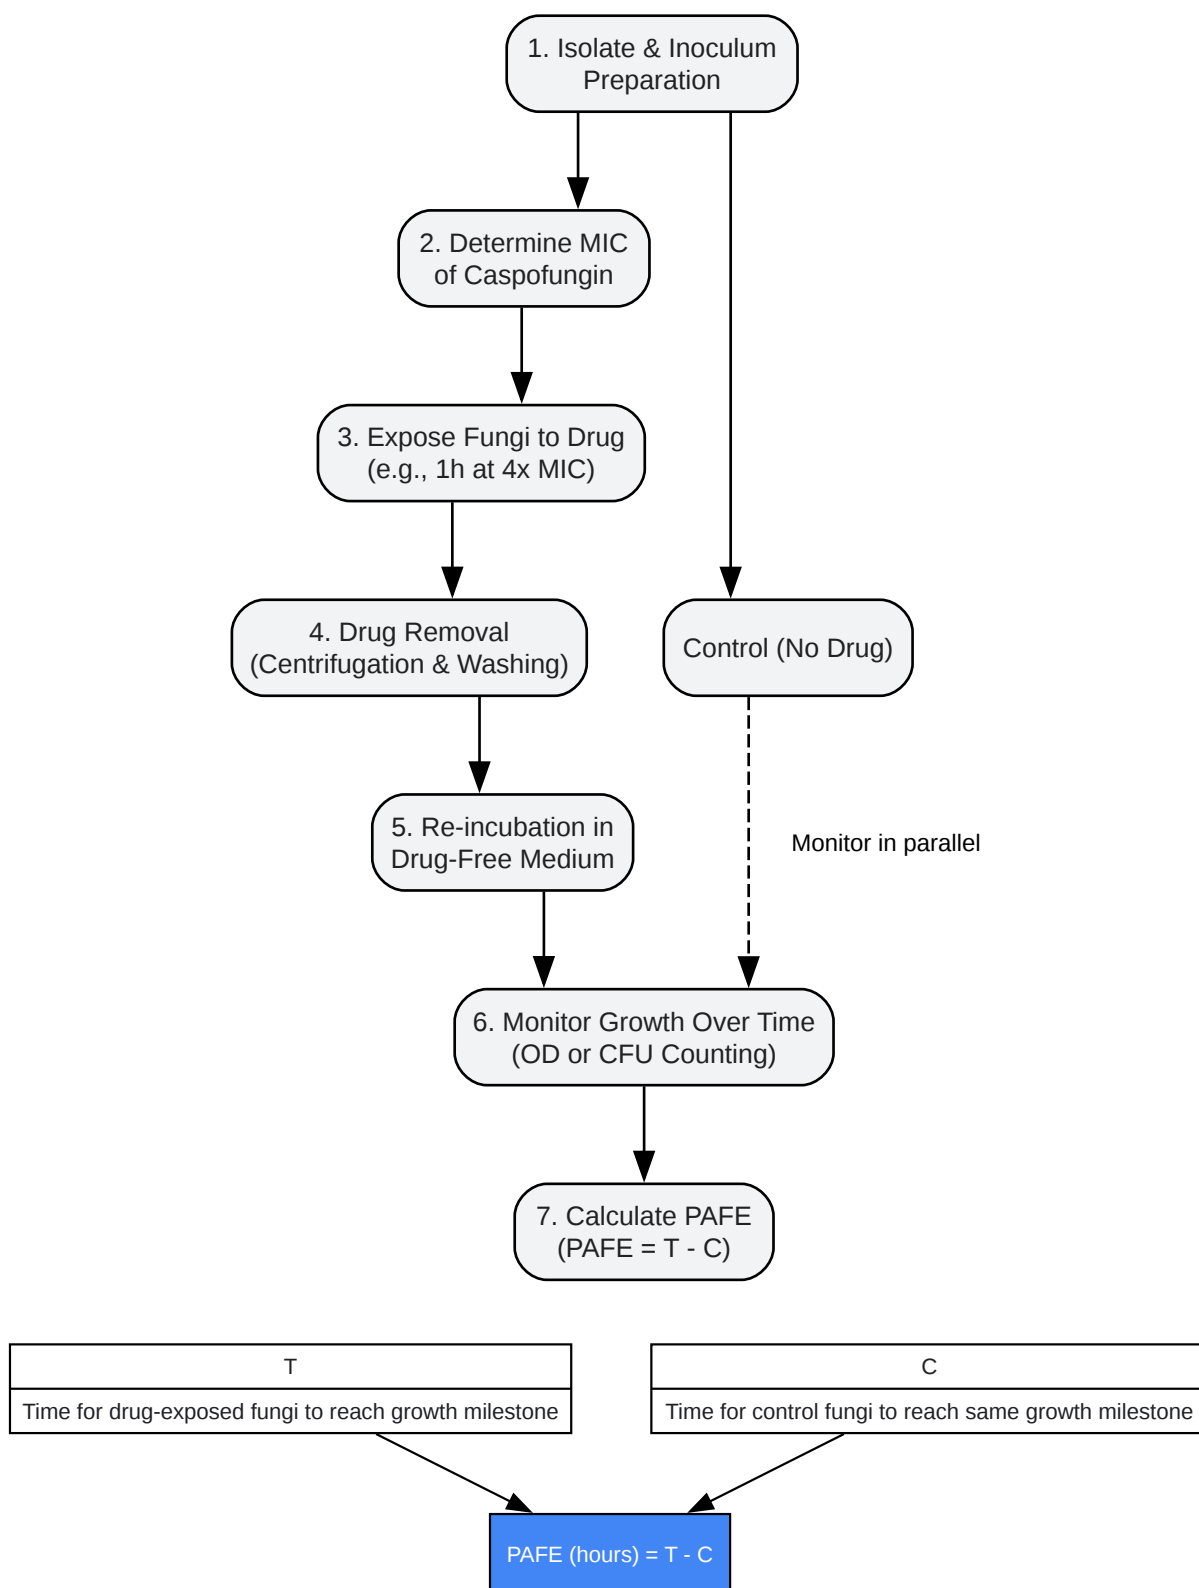 1. Isolate & Inoculum
Preparation
2. Determine MIC
of Caspofungin
3. Expose Fungi to Drug
(e.g., 1h at 4x MIC)
4. Drug Removal
(Centrifugation & Washing)
Control (No Drug)
5. Re-incubation in
Drug-Free Medium
Monitor in parallel
6. Monitor Growth Over Time
(OD or CFU Counting)
7. Calculate PAFE
(PAFE = T - C)
T
Time for drug-exposed fungi to reach growth milestone
C
Time for control fungi to reach same growth milestone
PAFE (hours) = T - C